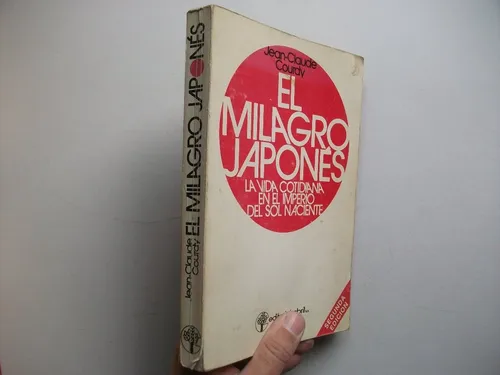 Jean-Claude
Courdy
EL
MILAGRO
JAPONÉS
LA VIDA COTIDIANA
EN EL IMPERIO
DEL SOL NACIENTE
SEGUNDA
EDICION
Jean-Claude
Courdy
EL MILAGRO JAPONÉS